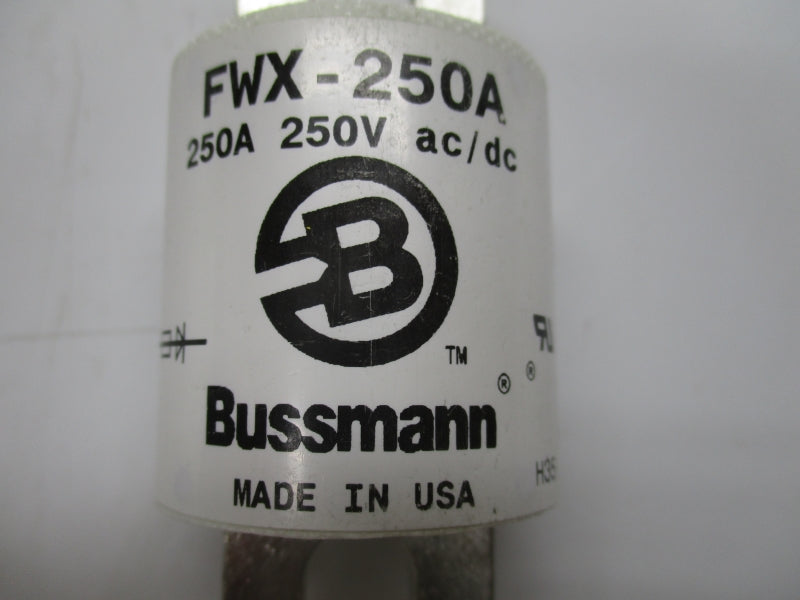 FWX-250A
250A 250V ac/dc
B
TM
Bussmann®
®
MADE IN USA